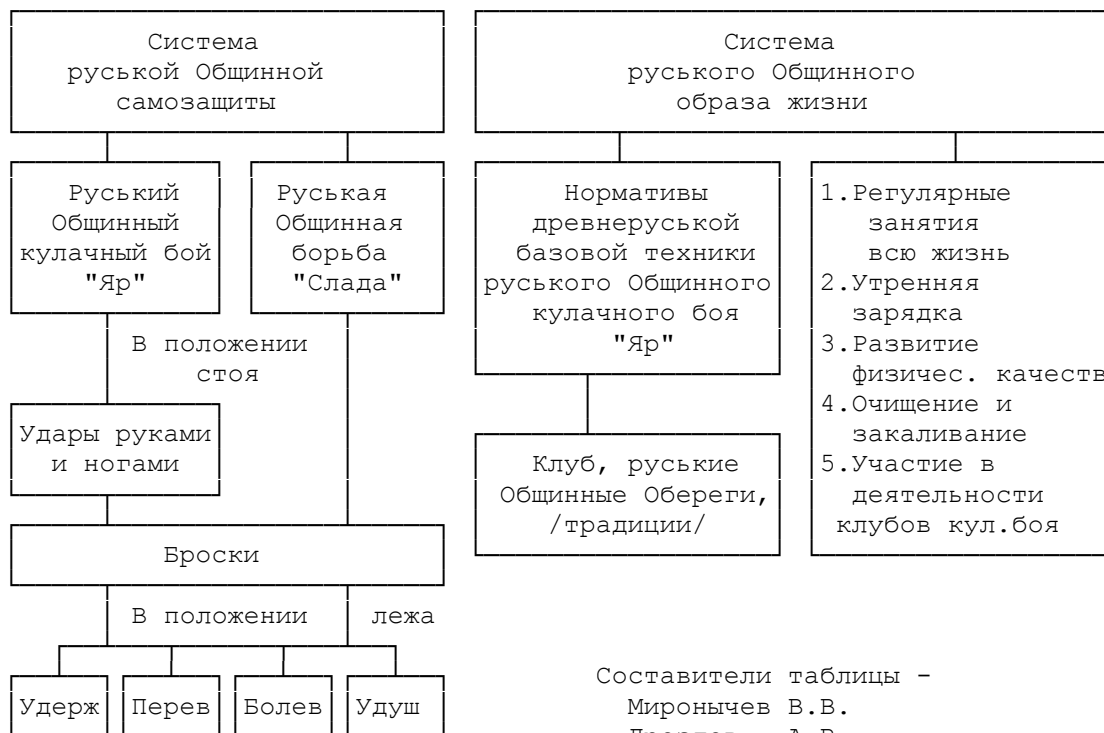 Система
руськой Общинной
самозащиты
Система
руського Общинного
образа жизни
Руський
Общинный
кулачный бой
"Яр"
Руськая
Общинная
борьба
"Слада"
Нормативы
древнеруськой
базовой техники
руського Общинного
кулачного боя
"Яр"
1.Регулярные
занятия
всю жизнь
2.Утренняя
зарядка
3.Развитие
физичес. качеств
4.Очищение и
закаливание
5.Участие в
деятельности
клубов кул.боя
В положении
стоя
Удары руками
и ногами
Клуб, руськие
Общинные Обереги,
/традиции/
Броски
В положении лежа
Удерж
Перев
Болев
Удуш
Составители таблицы -
Миронычев В.В.
А.В.